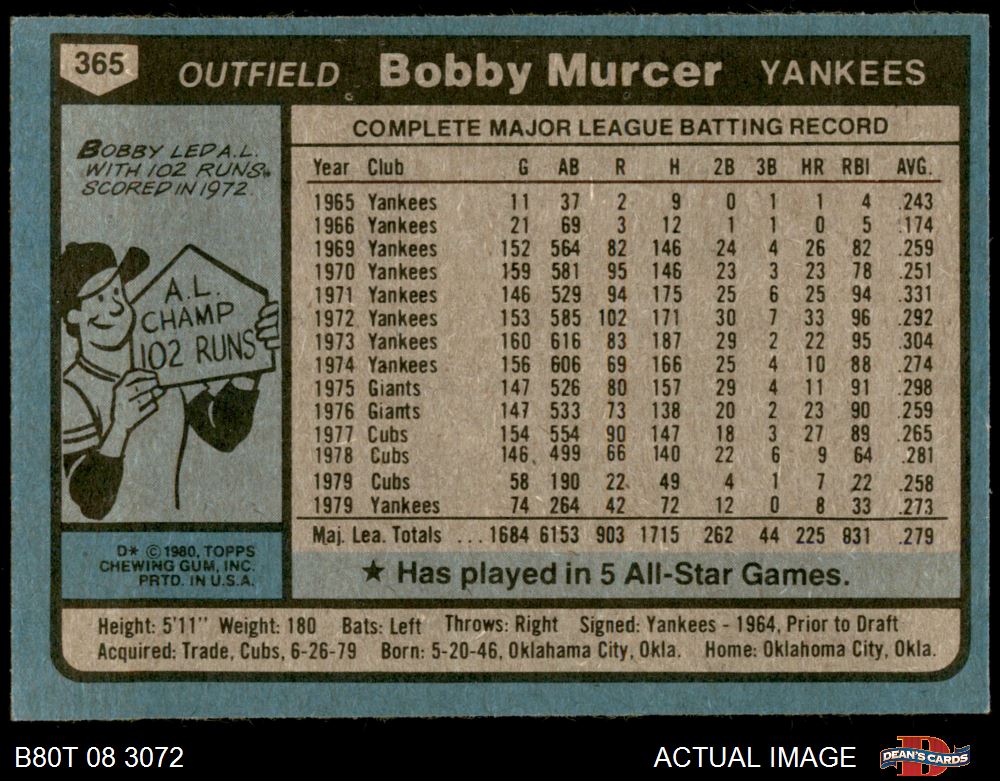 365 OUTFIELD Bobby Murcer YANKEES
BOBBY LED A.L.
WITH 102 RUNS
SCORED IN 1972.
A.L.
CHAMP
102 RUNS
D* © 1980, TOPPS
CHEWING GUM, INC.
PRTD. IN U.S.A.
COMPLETE MAJOR LEAGUE BATTING RECORD
Year Club G AB R H 2B 3B HR RBI AVG.
1965 Yankees 11 37 2 9 0 1 1 4 .243
1966 Yankees 21 69 3 12 1 1 0 5 .174
1969 Yankees 152 564 82 146 24 4 26 82 .259
1970 Yankees 159 581 95 146 23 3 23 78 .251
1971 Yankees 146 529 94 175 25 6 25 94 .331
1972 Yankees 153 585 102 171 30 7 33 96 .292
1973 Yankees 160 616 83 187 29 2 22 95 .304
1974 Yankees 156 606 69 166 25 4 10 88 .274
1975 Giants 147 526 80 157 29 4 11 91 .298
1976 Giants 147 533 73 138 20 2 23 90 .259
1977 Cubs 154 554 90 147 18 3 27 89 .265
1978 Cubs 146 499 66 140 22 6 9 64 .281
1979 Cubs 58 190 22 49 4 1 7 22 .258
1979 Yankees 74 264 42 72 12 0 8 33 .273
Maj. Lea. Totals ... 1684 6153 903 1715 262 44 225 831 .279
★ Has played in 5 All-Star Games.
Height: 5'11" Weight: 180 Bats: Left Throws: Right Signed: Yankees - 1964, Prior to Draft
Acquired: Trade, Cubs, 6-26-79 Born: 5-20-46, Oklahoma City, Okla. Home: Oklahoma City, Okla.
B80T 08 3072 ACTUAL IMAGE DEAN'S CARDS